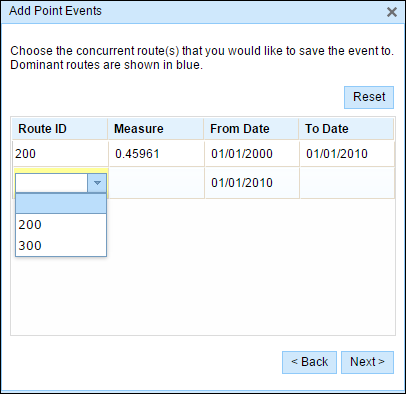 Add Point Events
Choose the concurrent route(s) that you would like to save the event to.
Dominant routes are shown in blue.
Reset
Route ID Measure From Date To Date
200 0.45961 01/01/2000 01/01/2010
01/01/2010
200
300
< Back Next >